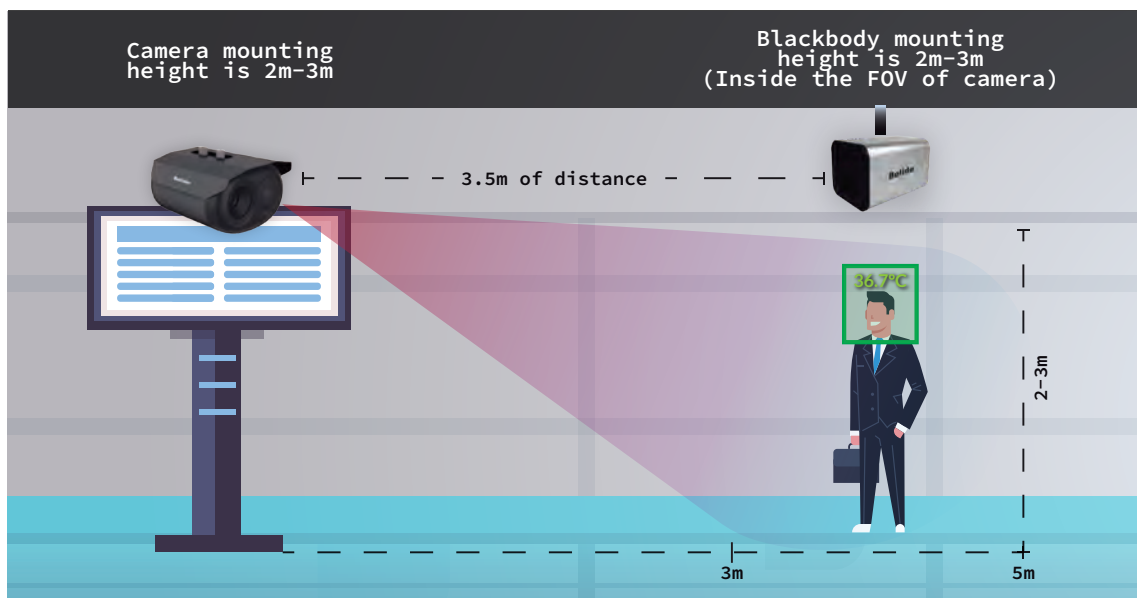 Camera mounting
height is 2m-3m
Blackbody mounting
height is 2m-3m
(Inside the FOV of camera)
3.5m of distance
Bolide
36.7°C
2-3m
3m
5m